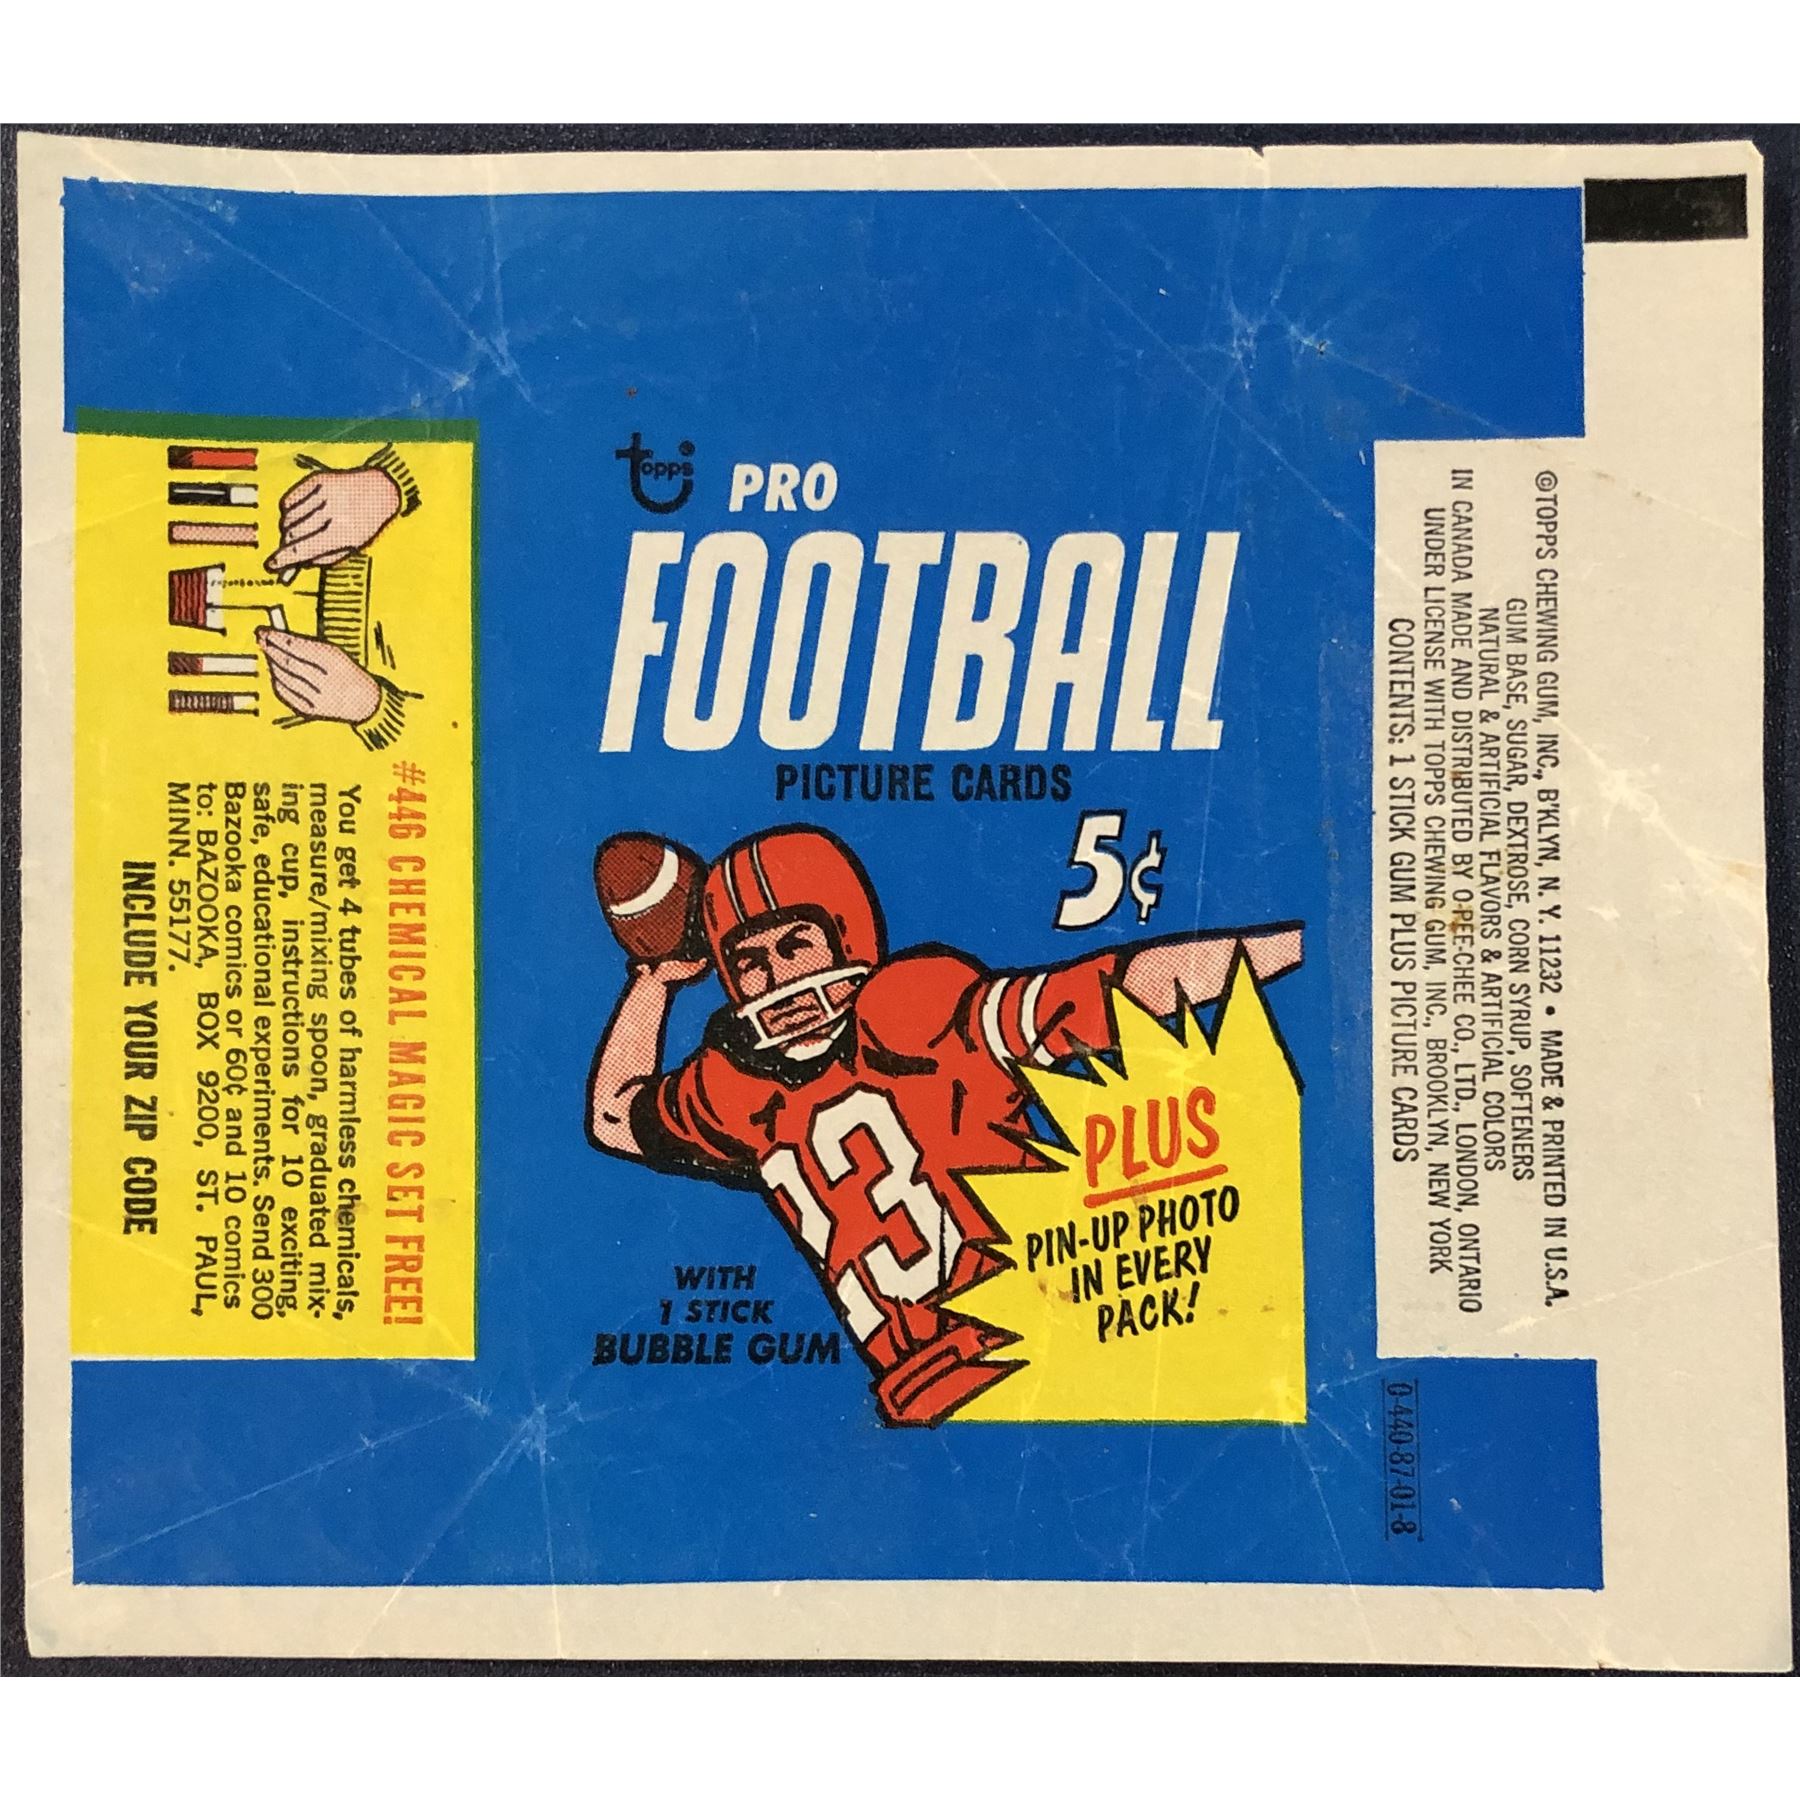 topps
PRO
FOOTBALL
PICTURE CARDS
5¢
PLUS
PIN-UP PHOTO
IN EVERY
PACK!
23
WITH
1 STICK
BUBBLE GUM
#446 CHEMICAL MAGIC SET FREE!
You get 4 tubes of harmless chemicals,
measure/mixing spoon, graduated mix-
ing cup, instructions for 10 exciting,
safe, educational experiments. Send 300
Bazooka comics or 60¢ and 10 comics
to: BAZOOKA, BOX 9200, ST. PAUL,
MINN. 55177.
INCLUDE YOUR ZIP CODE
©TOPPS CHEWING GUM, INC., B'KLYN, N. Y. 11232 • MADE & PRINTED IN U.S.A.
GUM BASE, SUGAR, DEXTROSE, CORN SYRUP, SOFTENERS
NATURAL & ARTIFICIAL FLAVORS & ARTIFICIAL COLORS
IN CANADA MADE AND DISTRIBUTED BY O-PEE-CHEE CO., LTD., LONDON, ONTARIO
UNDER LICENSE WITH TOPPS CHEWING GUM, INC., BROOKLYN, NEW YORK
CONTENTS: 1 STICK GUM PLUS PICTURE CARDS
0-440-87-01-8